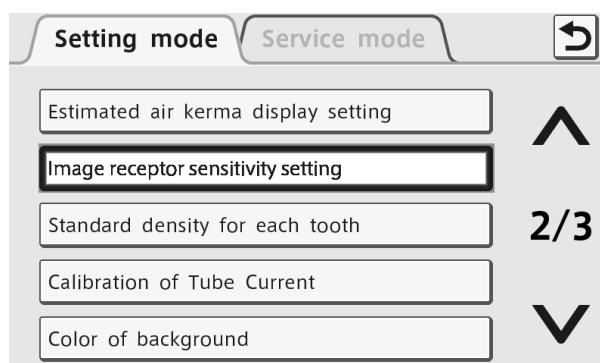 Setting mode Service mode
Estimated air kerma display setting
Image receptor sensitivity setting
Standard density for each tooth
2/3
Calibration of Tube Current
Color of background